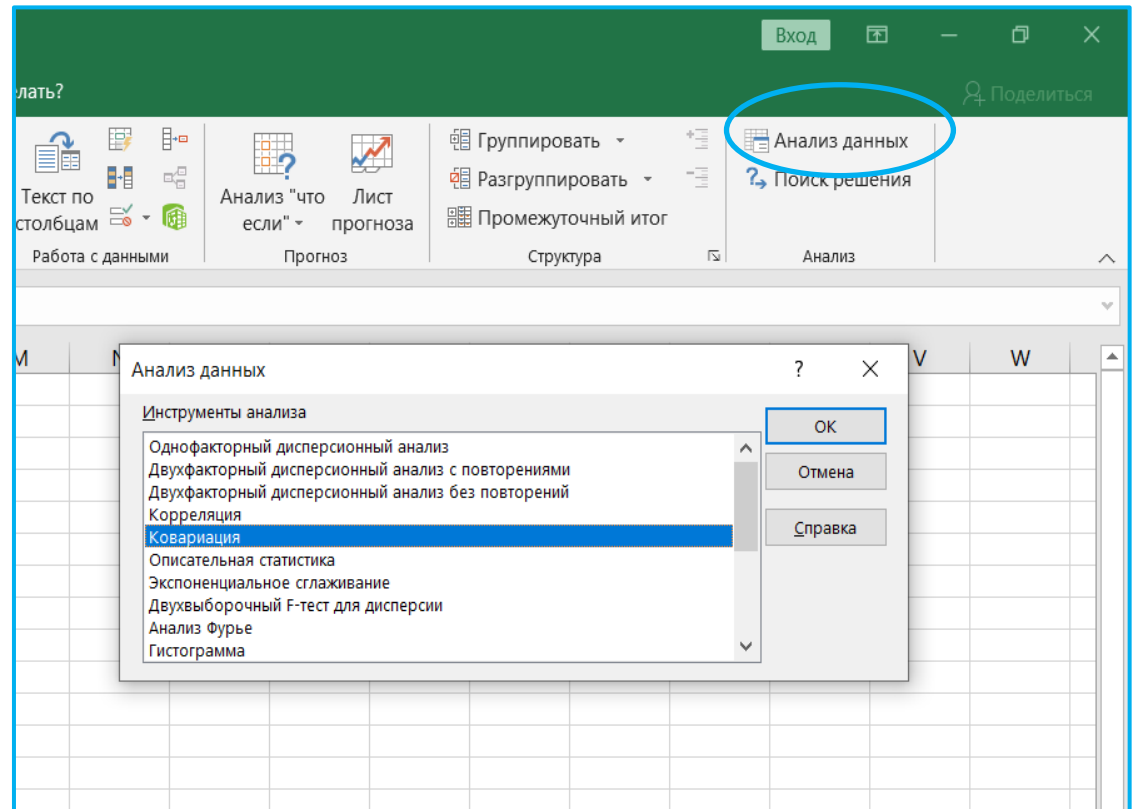 Вход
лать?
Поделиться
Текст по
столбцам
Работа с данными
Анализ "что
если"
Лист
прогноза
Прогноз
Группировать
Разгруппировать
Промежуточный итог
Структура
Анализ данных
Поиск решения
Анализ
M N V W
Анализ данных ?
Инструменты анализа
Однофакторный дисперсионный анализ
Двухфакторный дисперсионный анализ с повторениями
Двухфакторный дисперсионный анализ без повторений
Корреляция
Ковариация
Описательная статистика
Экспоненциальное сглаживание
Двухвыборочный F-тест для дисперсии
Анализ Фурье
Гистограмма
ОК
Отмена
Справка